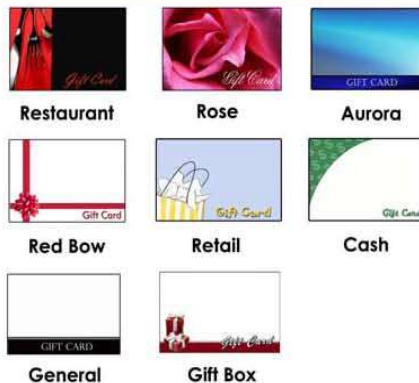 Gift Card
Gift Card
GIFT CARD
Restaurant
Rose
Aurora
Gift Card
Gift Card
Gift Card
Red Bow
Retail
Cash
GIFT CARD
Gift Card
General
Gift Box